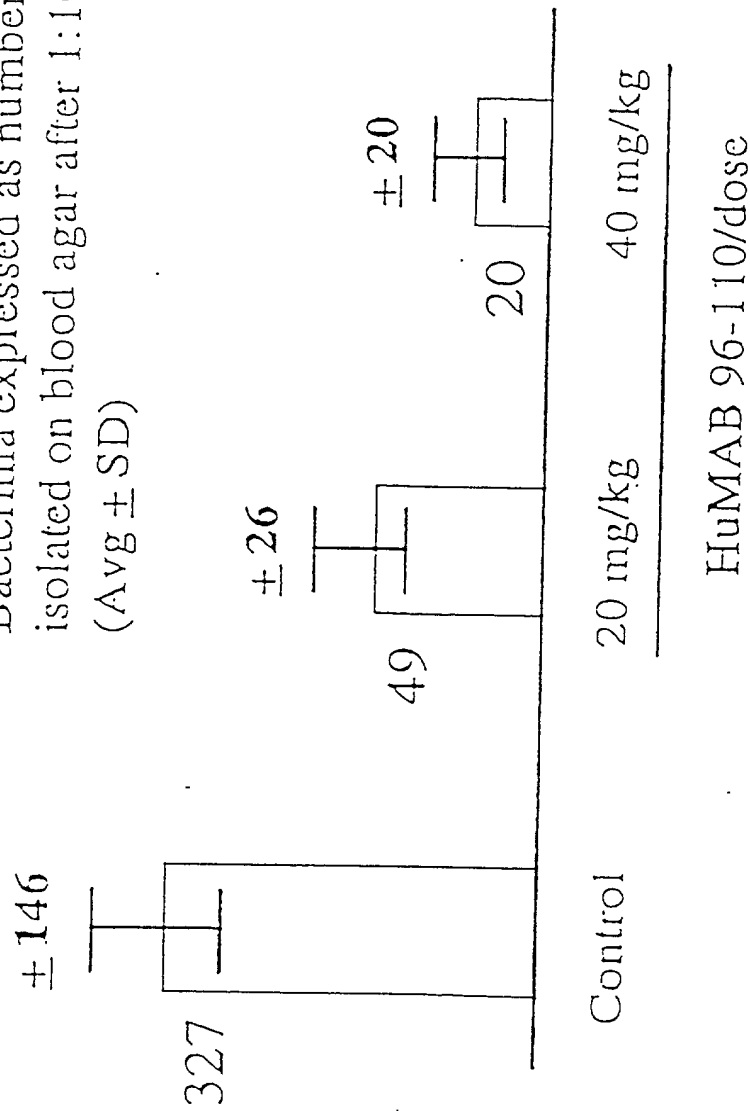 Bacteremia expressed as number
isolated on blood agar after 1:1
(Avg ± SD)
± 146
327
± 26
49
± 20
20
Control
20 mg/kg
40 mg/kg
HuMAB 96-110/dose